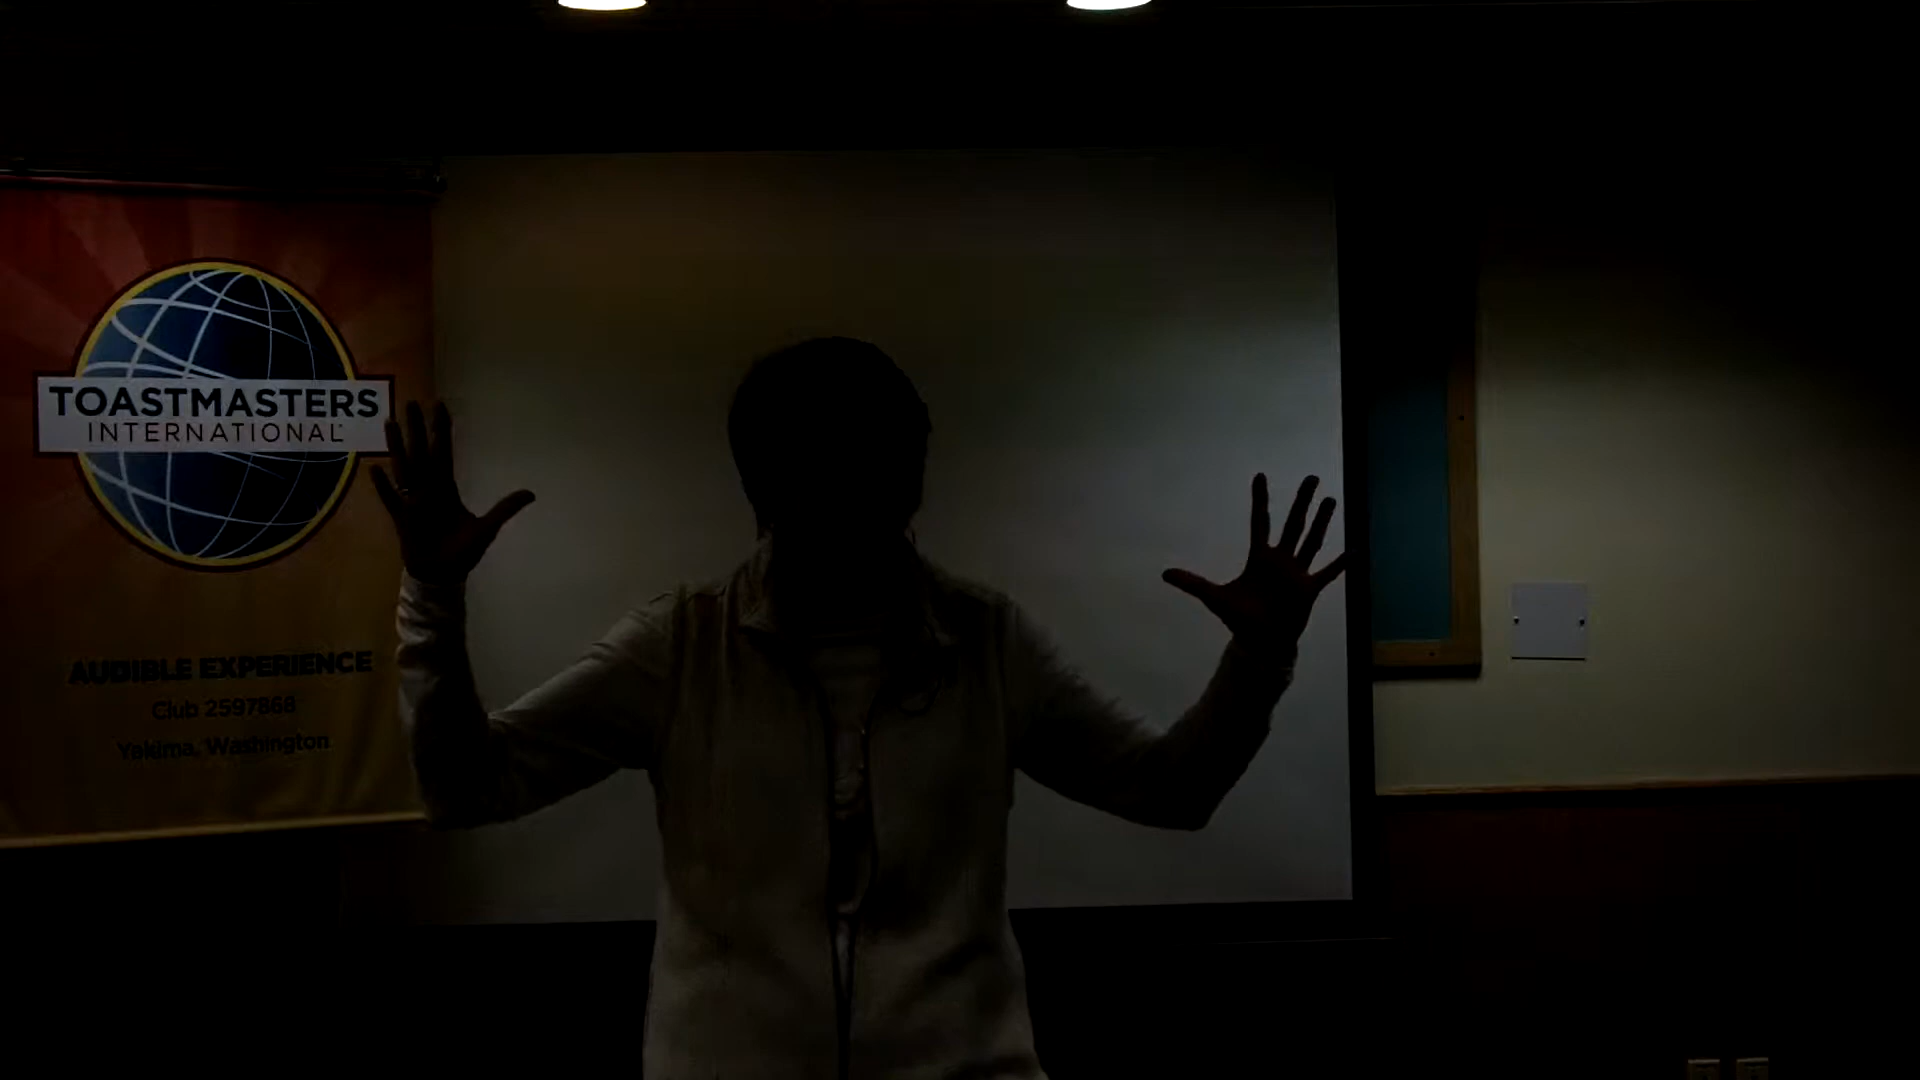 TOASTMASTERS
INTERNATIONAL
AUDIBLE EXPERIENCE
Club 2597868
Yakima, Washington